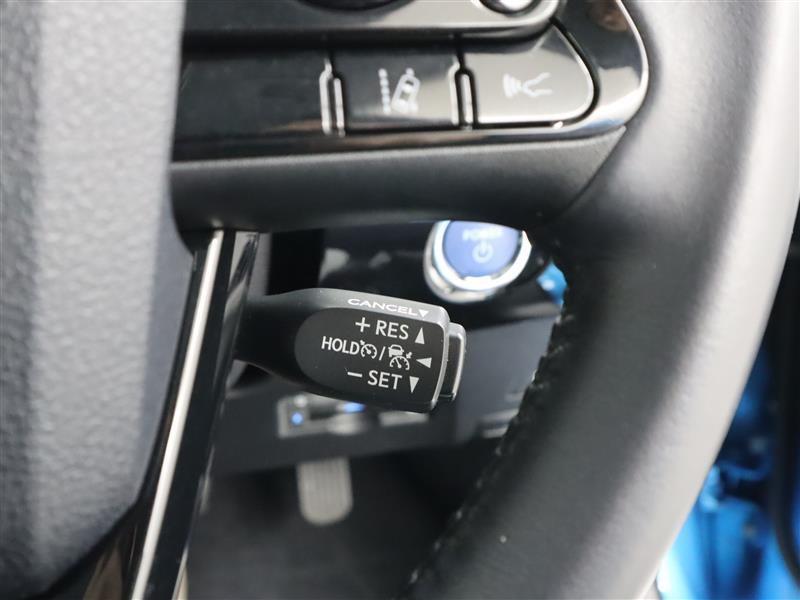 POWER
CANCEL▼
+ RES ▲
HOLD / ◀
− SET ▼